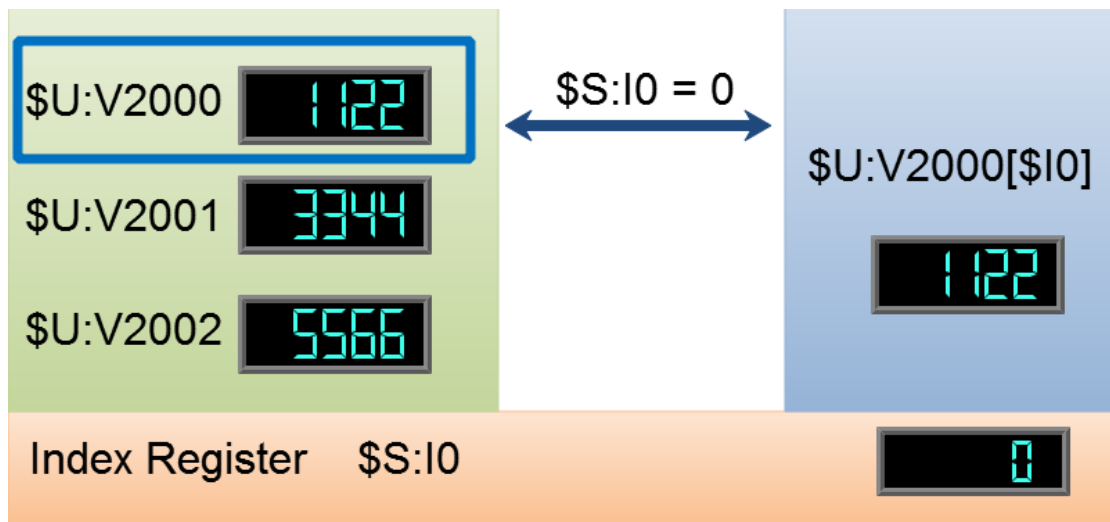 $U:V2000 1122
$S:I0 = 0
$U:V2000[$I0]
$U:V2001 3344
1122
$U:V2002 5566
Index Register $S:I0 0